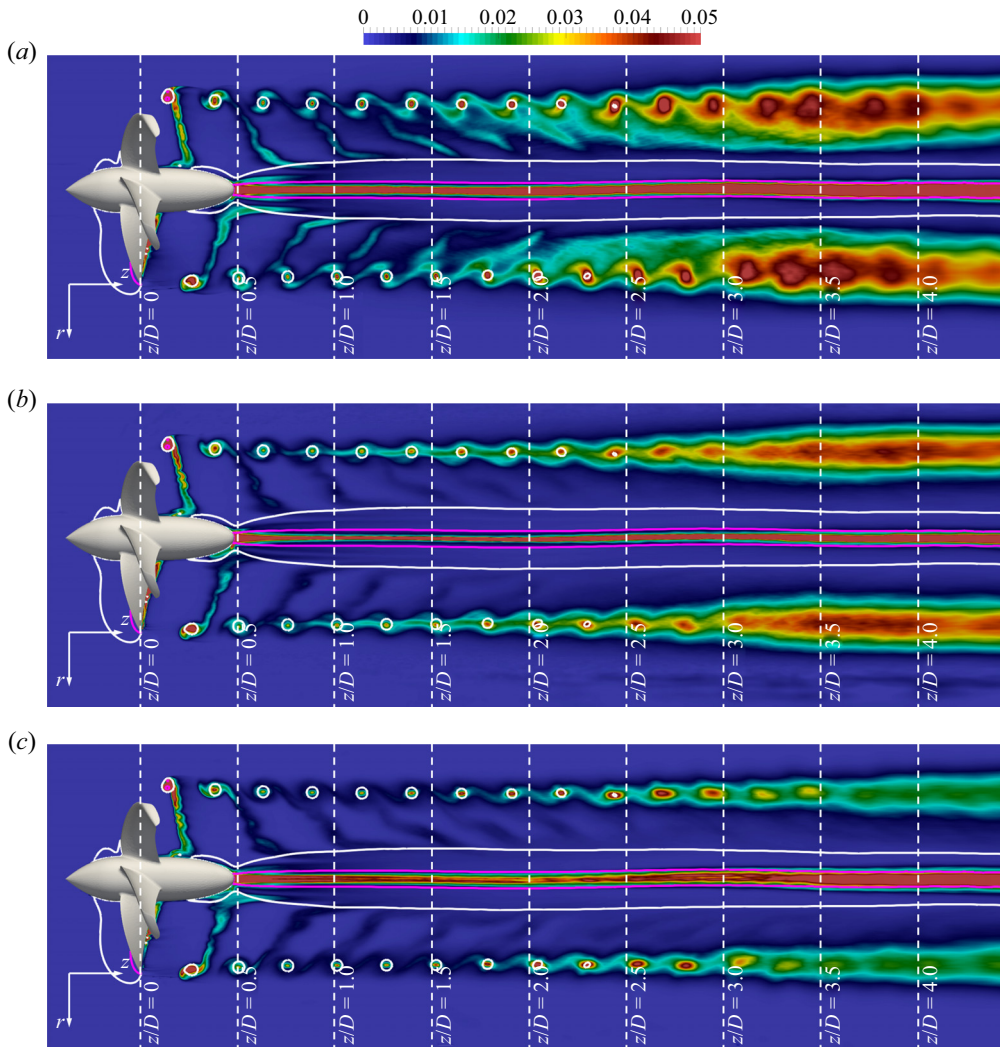 0 0.01 0.02 0.03 0.04 0.05
(a)
z
r
z/D = 0
z/D = 0.5
z/D = 1.0
z/D = 1.5
z/D = 2.0
z/D = 2.5
z/D = 3.0
z/D = 3.5
z/D = 4.0
(b)
z
r
z/D = 0
z/D = 0.5
z/D = 1.0
z/D = 1.5
z/D = 2.0
z/D = 2.5
z/D = 3.0
z/D = 3.5
z/D = 4.0
(c)
z
r
z/D = 0
z/D = 0.5
z/D = 1.0
z/D = 1.5
z/D = 2.0
z/D = 2.5
z/D = 3.0
z/D = 3.5
z/D = 4.0